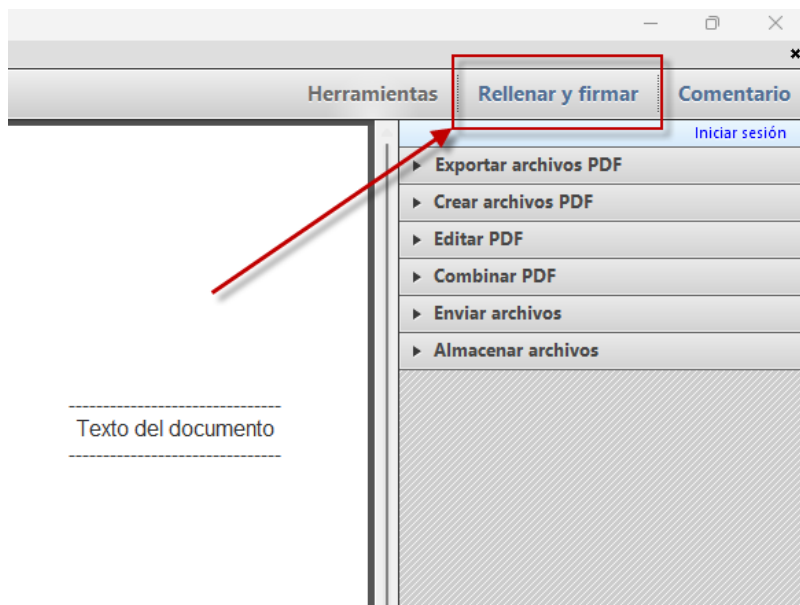 Herramientas Rellenar y firmar Comentario
Iniciar sesión
Exportar archivos PDF
Crear archivos PDF
Editar PDF
Combinar PDF
Enviar archivos
Almacenar archivos
------------------------------
Texto del documento
------------------------------